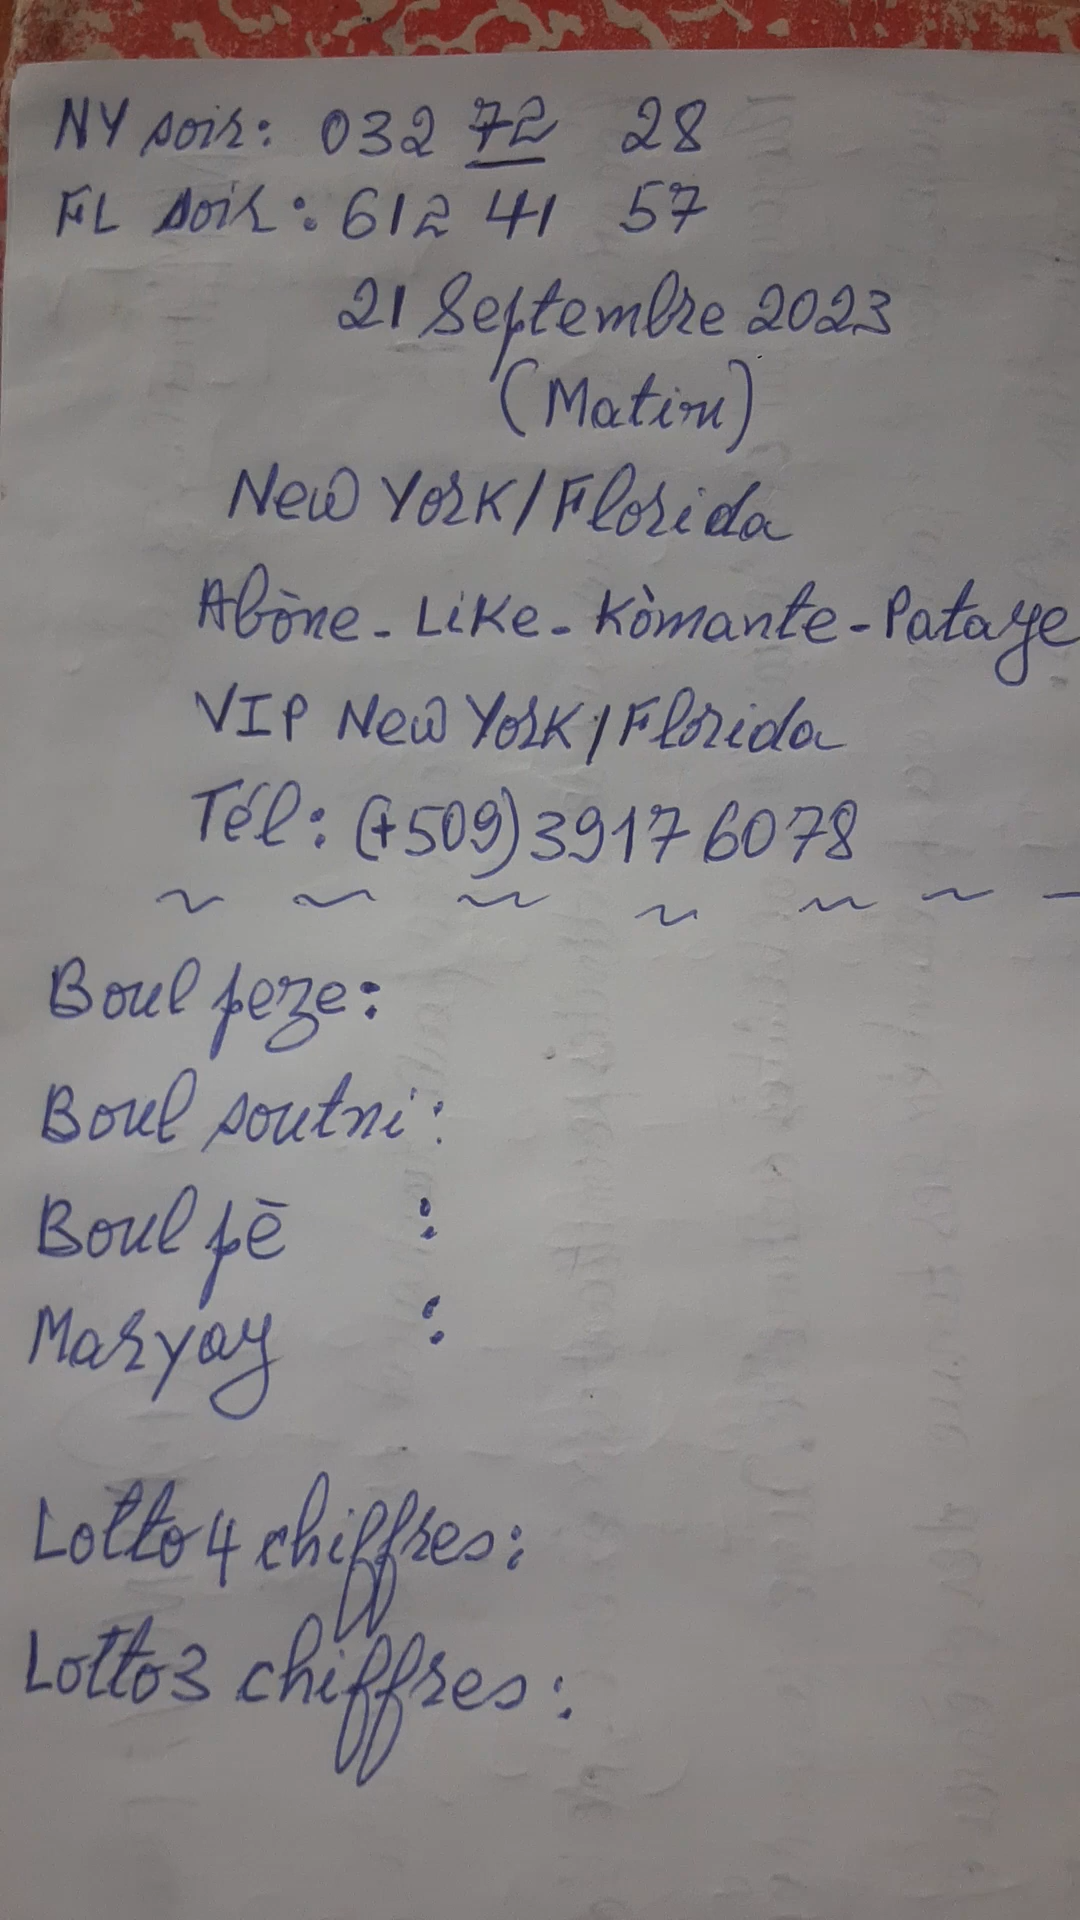 NY soir: 032 72 28
FL soir: 612 41 57
21 Septembre 2023
(Matin)
New York/Florida
Abòne - Like - Kòmante - Pataye
VIP New York/Florida
Tél: (+509) 3917 6078
~ ~ ~ ~ ~ ~ -
Boul peze:
Boul soutni:
Boul pè :
Maryay :
Lotto 4 chiffres:
Lotto 3 chiffres: